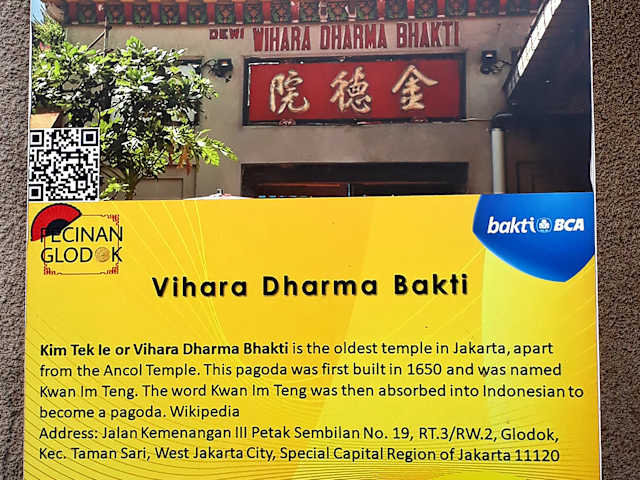 DEWI WIHARA DHARMA BHAKTI
院德金
PECINAN
GLODOK
bakti BCA
Vihara Dharma Bakti
Kim Tek Ie or Vihara Dharma Bhakti is the oldest temple in Jakarta, apart
from the Ancol Temple. This pagoda was first built in 1650 and was named
Kwan Im Teng. The word Kwan Im Teng was then absorbed into Indonesian to
become a pagoda. Wikipedia
Address: Jalan Kemenangan III Petak Sembilan No. 19, RT.3/RW.2, Glodok,
Kec. Taman Sari, West Jakarta City, Special Capital Region of Jakarta 11120